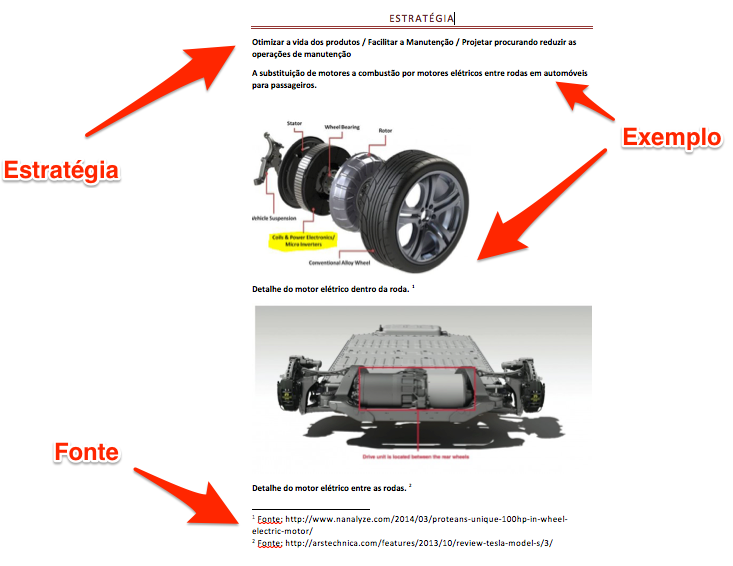 ESTRATÉGIA
Otimizar a vida dos produtos / Facilitar a Manutenção / Projetar procurando reduzir as
operações de manutenção
A substituição de motores a combustão por motores elétricos entre rodas em automóveis
para passageiros.
Exemplo
Estratégia
Stator
Wheel Bearing
Rotor
Vehicle Suspension
Coils & Power Electronics/
Micro Inverters
Conventional Alloy Wheel
Detalhe do motor elétrico dentro da roda. 1
Drive unit is located between the rear wheels
Fonte
Detalhe do motor elétrico entre as rodas. 2
1 Fonte: http://www.nanalyze.com/2014/03/proteans-unique-100hp-in-wheel-
electric-motor/
2 Fonte: http://arstechnica.com/features/2013/10/review-tesla-model-s/3/